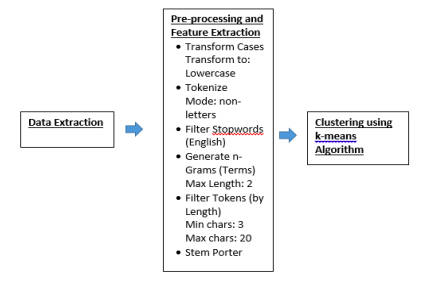 Data Extraction
Pre-processing and
Feature Extraction
• Transform Cases
Transform to:
Lowercase
• Tokenize
Mode: non-
letters
• Filter Stopwords
(English)
• Generate n-
Grams (Terms)
Max Length: 2
• Filter Tokens (by
Length)
Min chars: 3
Max chars: 20
• Stem Porter
Clustering using
k-means
Algorithm